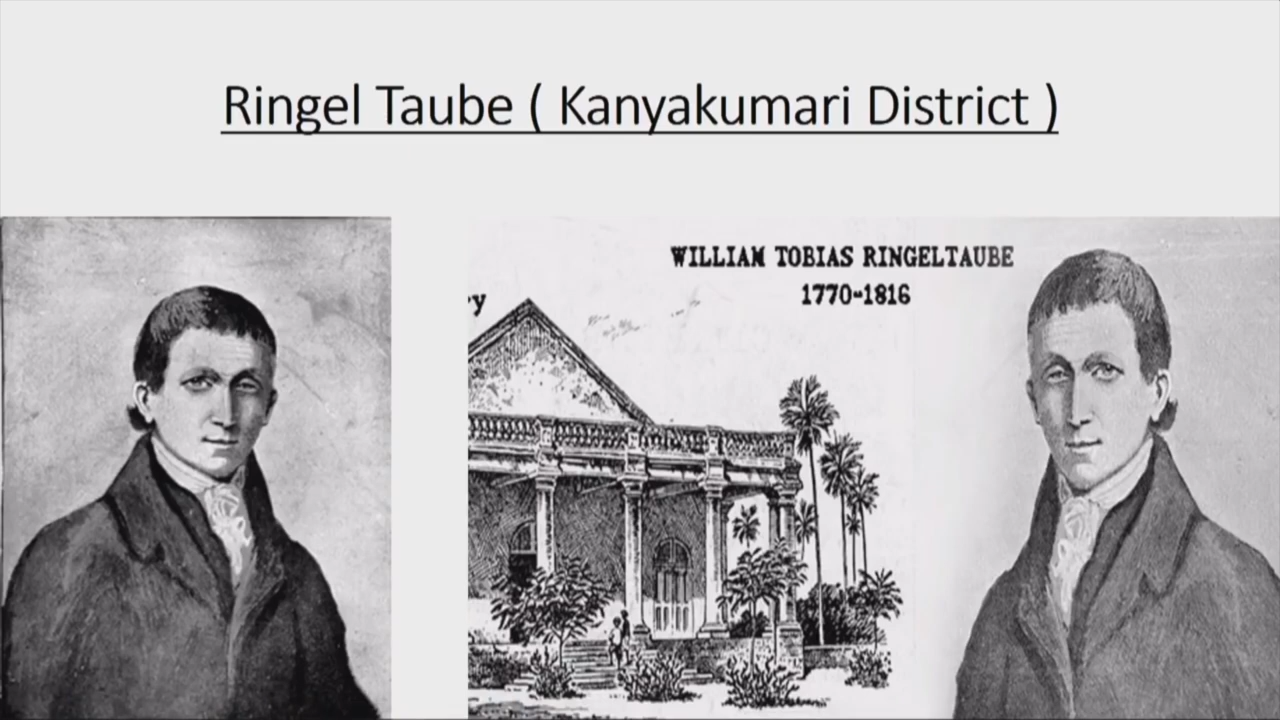 Ringel Taube ( Kanyakumari District )
WILLIAM TOBIAS RINGELTAUBE
1770-1816